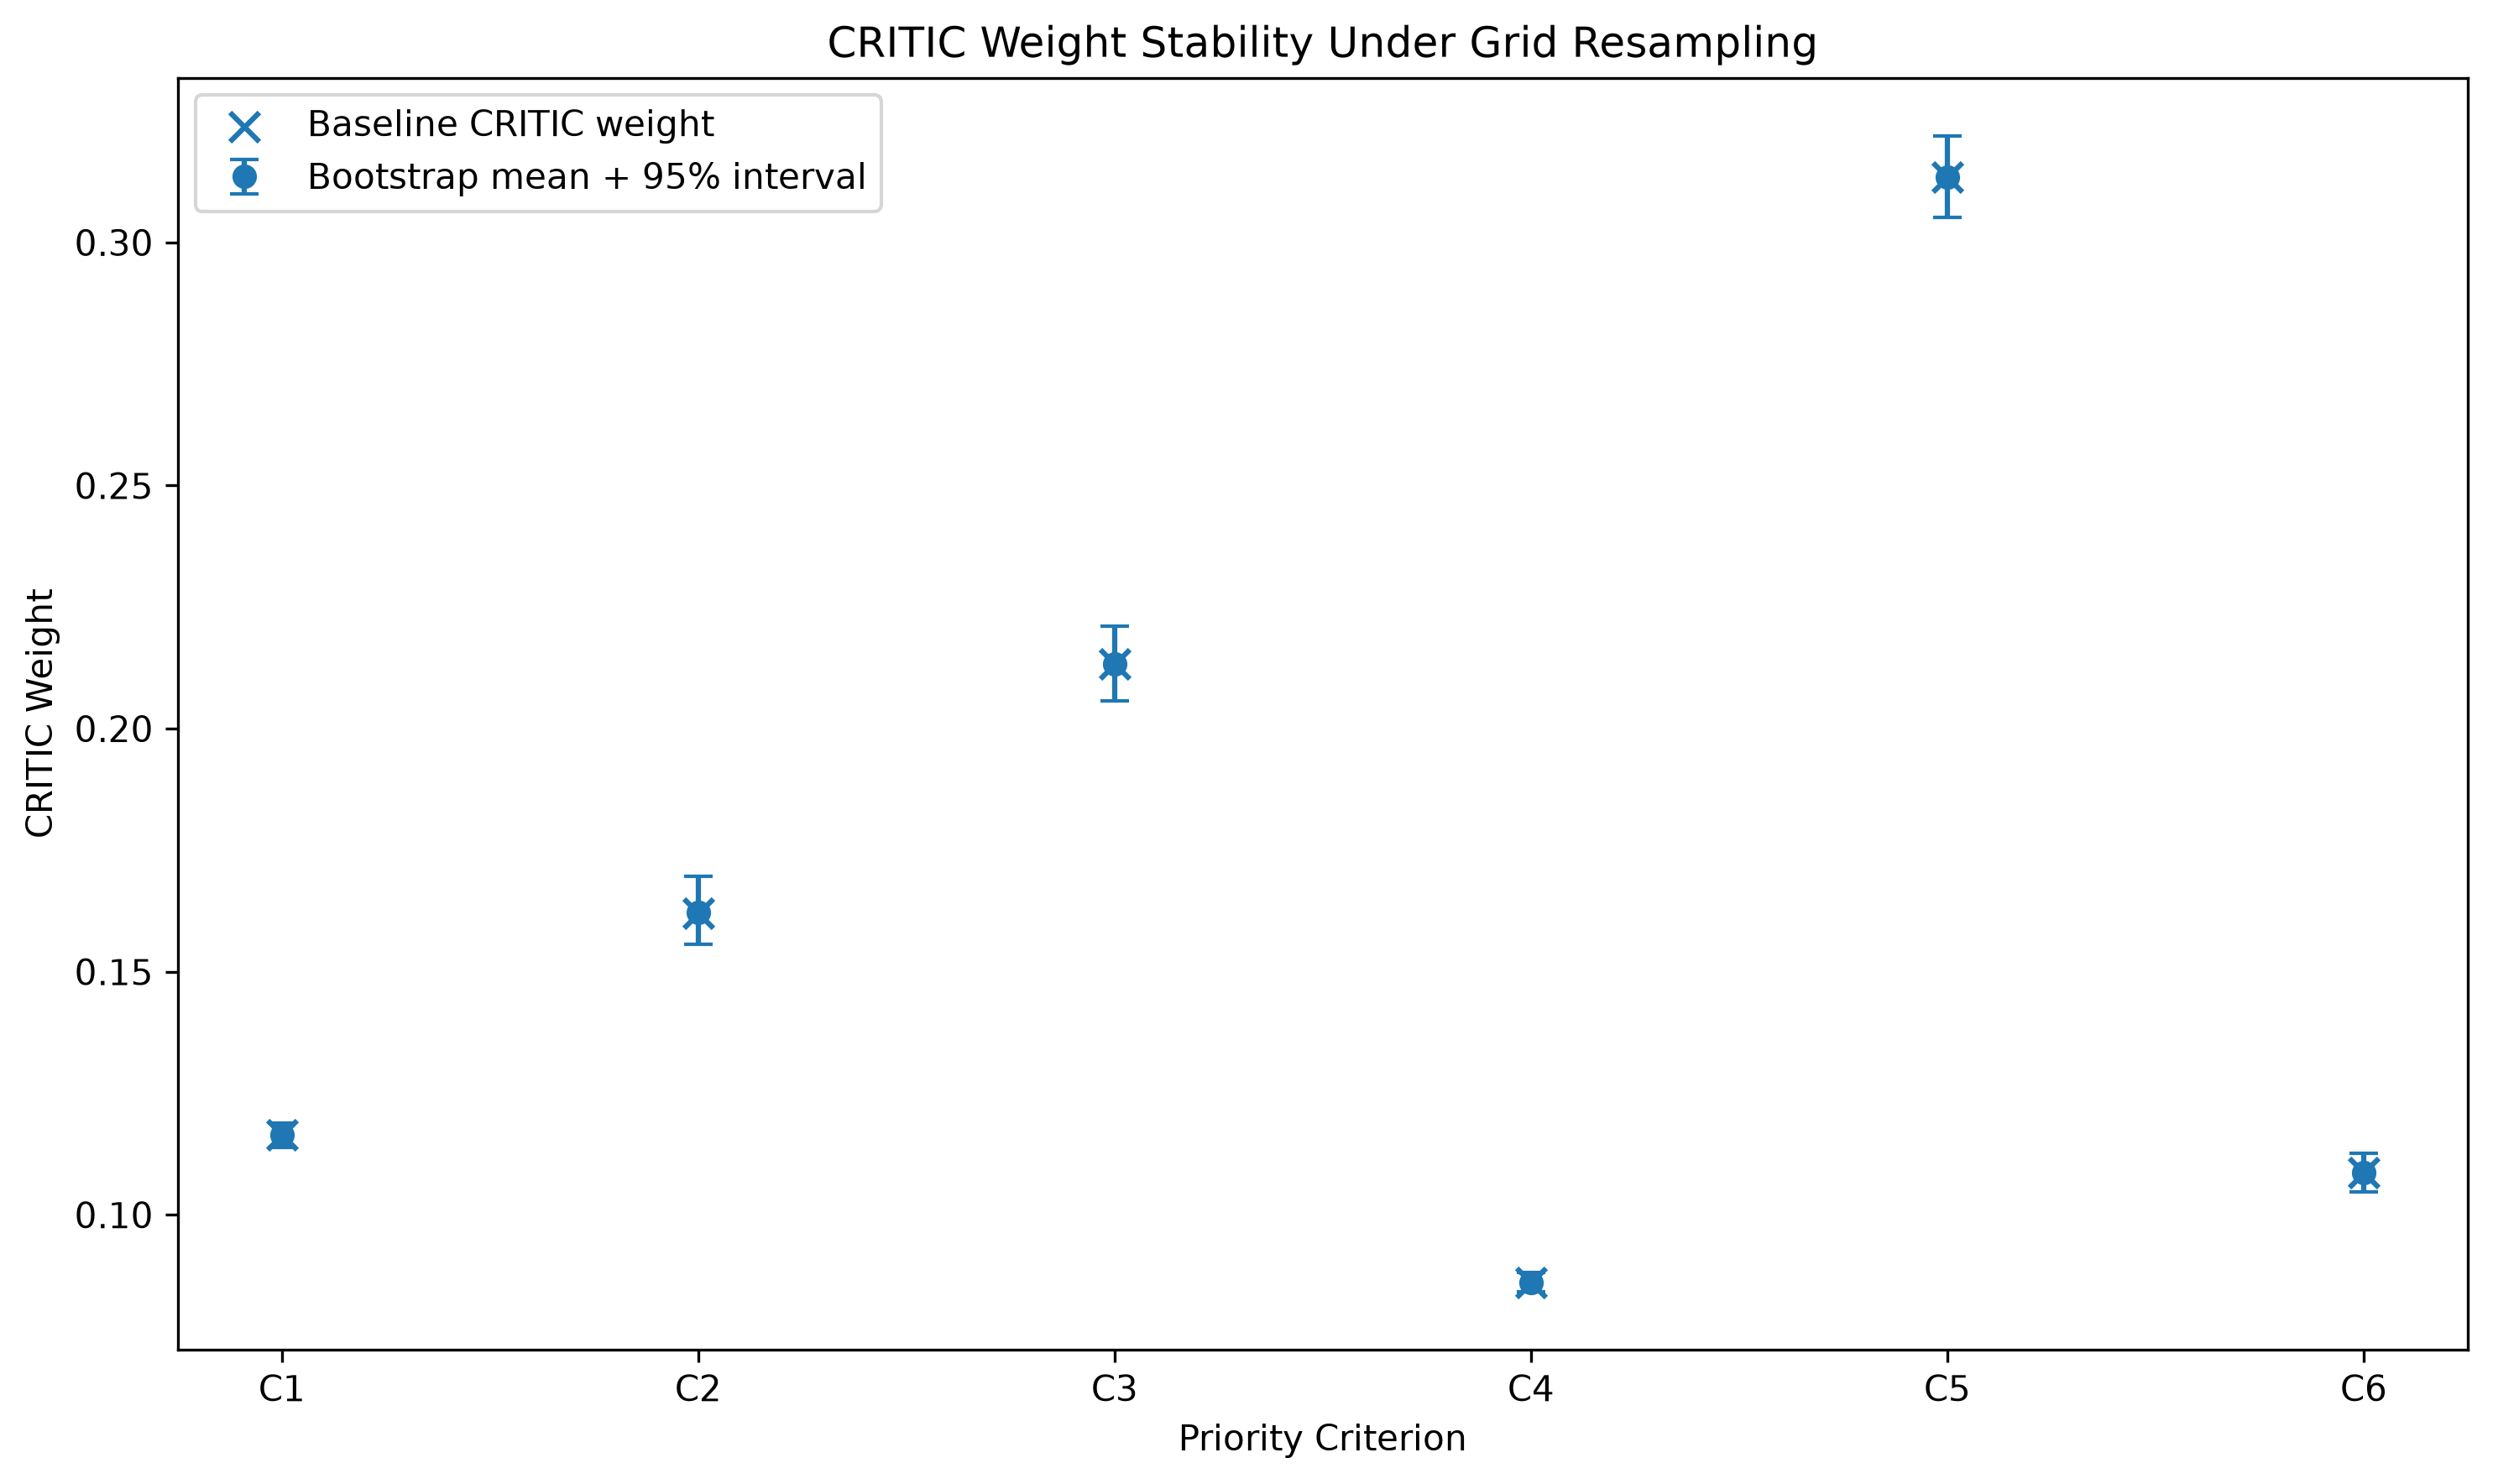 CRITIC Weight Stability Under Grid Resampling
Baseline CRITIC weight
Bootstrap mean + 95% interval
0.30
0.25
0.20
0.15
0.10
CRITIC Weight
C1 C2 C3 C4 C5 C6
Priority Criterion